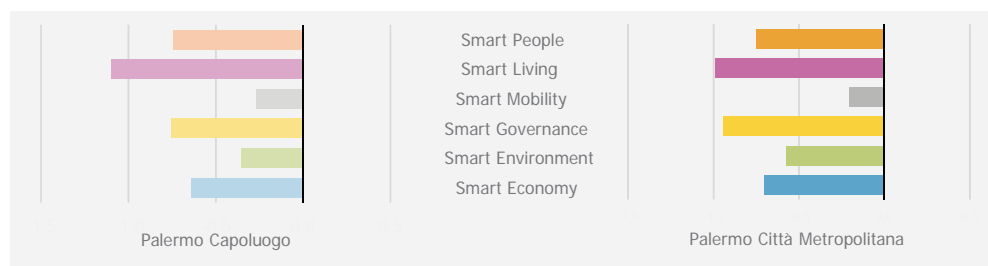 Smart People
Smart Living
Smart Mobility
Smart Governance
Smart Environment
Smart Economy
Palermo Capoluogo
Palermo Città Metropolitana